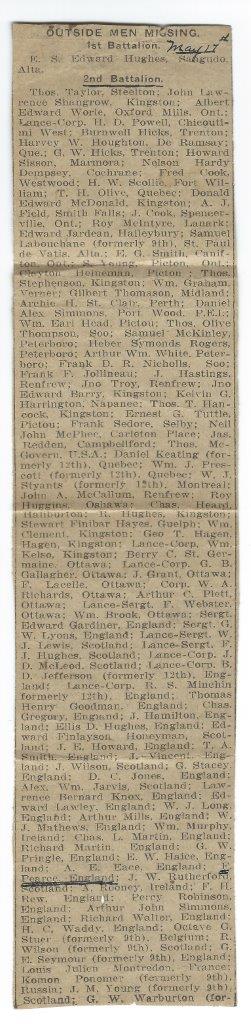 OUTSIDE MEN MISSING.
May 17th
1st Battalion.
E. S. Edward Hughes, Sangudo,
Alta.
2nd Battalion.
Thos. Taylor, Steelton; John Law-
rence Shangrow, Kingston; Albert
Edward Worle, Oxford Mills, Ont.;
Lance-Corp. H. D. Powell, Chicouti-
mi West; Burnwell Hicks, Trenton;
Harvey W. Houghton, De Ramsay;
Que.; G. W. Hicks, Trenton; Howard
Sisson, Marmora; Nelson Hardy
Dempsey, Cochrane; Fred Cook,
Westwood; H. W. Scollie, Fort Wil-
liam; T. H. Olive, Quebec; Donald
Edward McDonald, Kingston; A. J.
Field, Smith Falls; J. Cook, Spencer-
ville, Ont.; Roy McIntyre, Lanark;
Edward Jardean, Haileybury; Samuel
Labouchane (formerly 9th), St. Paul
de Vatis, Alta.; E. G. Smith, Canif-
ton, Ont.; S. Young, Picton, Ont.;
Clayton Heineman, Picton; Thos.
Stephenson, Kingston; Wm. Graham,
Verner; Gilbert Thomason, Midland;
Archie H. St. Clair, Perth; Daniel
Alex Simmons, Port Wood, P.E.I.;
Wm. Earl Head, Picton; Thos. Olive
Thompson, Soo; Samuel McKinley,
Peterboro; Heber Symonds Rogers,
Peterboro; Arthur Wm. White, Peter-
boro; Frank D. R. Nicholls, Soo;
Frank F. Jollineau; J. Hastings,
Renfrew; Jno Troy, Renfrew; Jno
Edward Barry, Kingston; Kelvin G.
Harrington, Napanee; Thos. T. Han-
cock, Kingston; Ernest G. Tuttle,
Pictou; Frank Sedore, Selby; Neil
John McPhee, Carleton Place; Jas.
Redden, Campbellford; Thos. Mc-
Govern, U.S.A.; Daniel Keating (for-
merly 12th), Quebec; Wm. J. Pres-
cott (formerly 12th), Quebec; W. J.
Styants (formerly 12th), Montreal;
John A. McCallum, Renfrew; Roy
Huggins, Oshawa; Chas. Heard,
Haliburton; R. Hughes, Kingston;
Stewart Finibar Hayes, Guelph; Wm.
Clement, Kingston; Geo T. Hagen,
Hagen, Kingston; Lance-Corp. Wm.
Kelso, Kingston; Berry C. St. Ger-
maine, Ottawa; Lance-Corp. G. B.
Gallagher, Ottawa; J. Grant, Ottawa;
F. Lacelle, Ottawa; Corp. W. A.
Richards, Ottawa; Arthur C. Plett,
Ottawa; Lance-Sergt. F. Webster,
Ottawa; Wm. Brook, Ottawa; Sergt.
Edward Gardiner, England; Sergt. G.
W. Lyons, England; Lance-Sergt. W.
J. Lewis, Scotland; Lance-Sergt. F.
J. Hughes, Scotland; Lance-Corp. J.
D. McLeod, Scotland; Lance-Corp. B.
D. Jefferson (formerly 12th), Eng-
land; Lance-Corp. R. S. Minchin
formerly 12th), England; Thomas
Henry Goodman, England; Chas.
Gregory, England; J. Hamilton, Eng-
land; Ellis D. Hughes, England; Ed-
ward Finlayson Honeyman, Scot-
land; J. E. Howard, England; T. A.
Smith, England; J. Vincent, Eng-
land; J. Wilson, Scotland; G. Stacey,
England; D. C. Jones, England;
Alex. Wm. Jarvis, Scotland; Law-
rence Bernard Knox, England; Ed-
ward Lawley, England; W. J. Long,
England; Arthur Mills, England; W.
J. Mathews, England; Wm. Murphy,
Ireland; Chas. L. Martin, England;
Richard Martin, England; G. W.
Pringle, England; E. W. Haice, Eng-
land; A. E. Eace, England; E.
Pearce, England; J. W. Rutherford,
Scotland; A. Rooney, Ireland; F. H.
Rew, England; Percy Robinson,
England; Arthur John Simmons,
England; Richard Walter, England;
H. C. Waddy, England; Octave G.
Stuer (formerly 9th), Belgium; R.
Wilson (formerly 9th), Scotland; G.
E. Seymour (formerly 9th), England;
Louis Julien Montredon, France;
Komon Ponomer (formerly 9th),
Russia; J. M. Young (formerly 9th),
Scotland; G. W. Warburton (for-